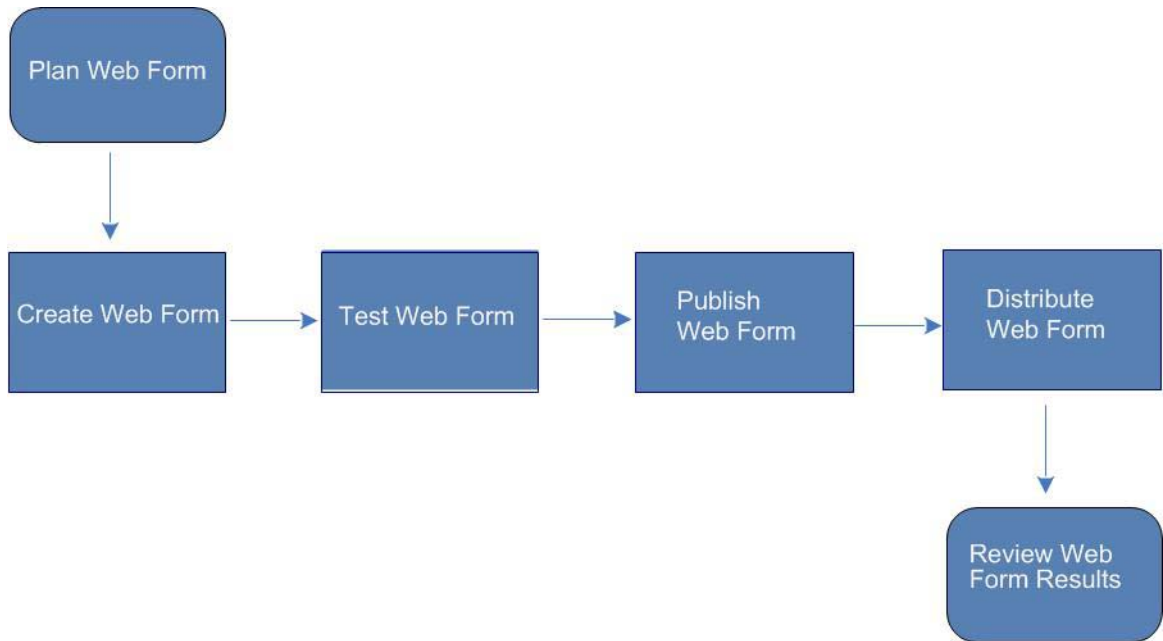 Plan Web Form
Create Web Form
Test Web Form
Publish
Web Form
Distribute
Web Form
Review Web
Form Results